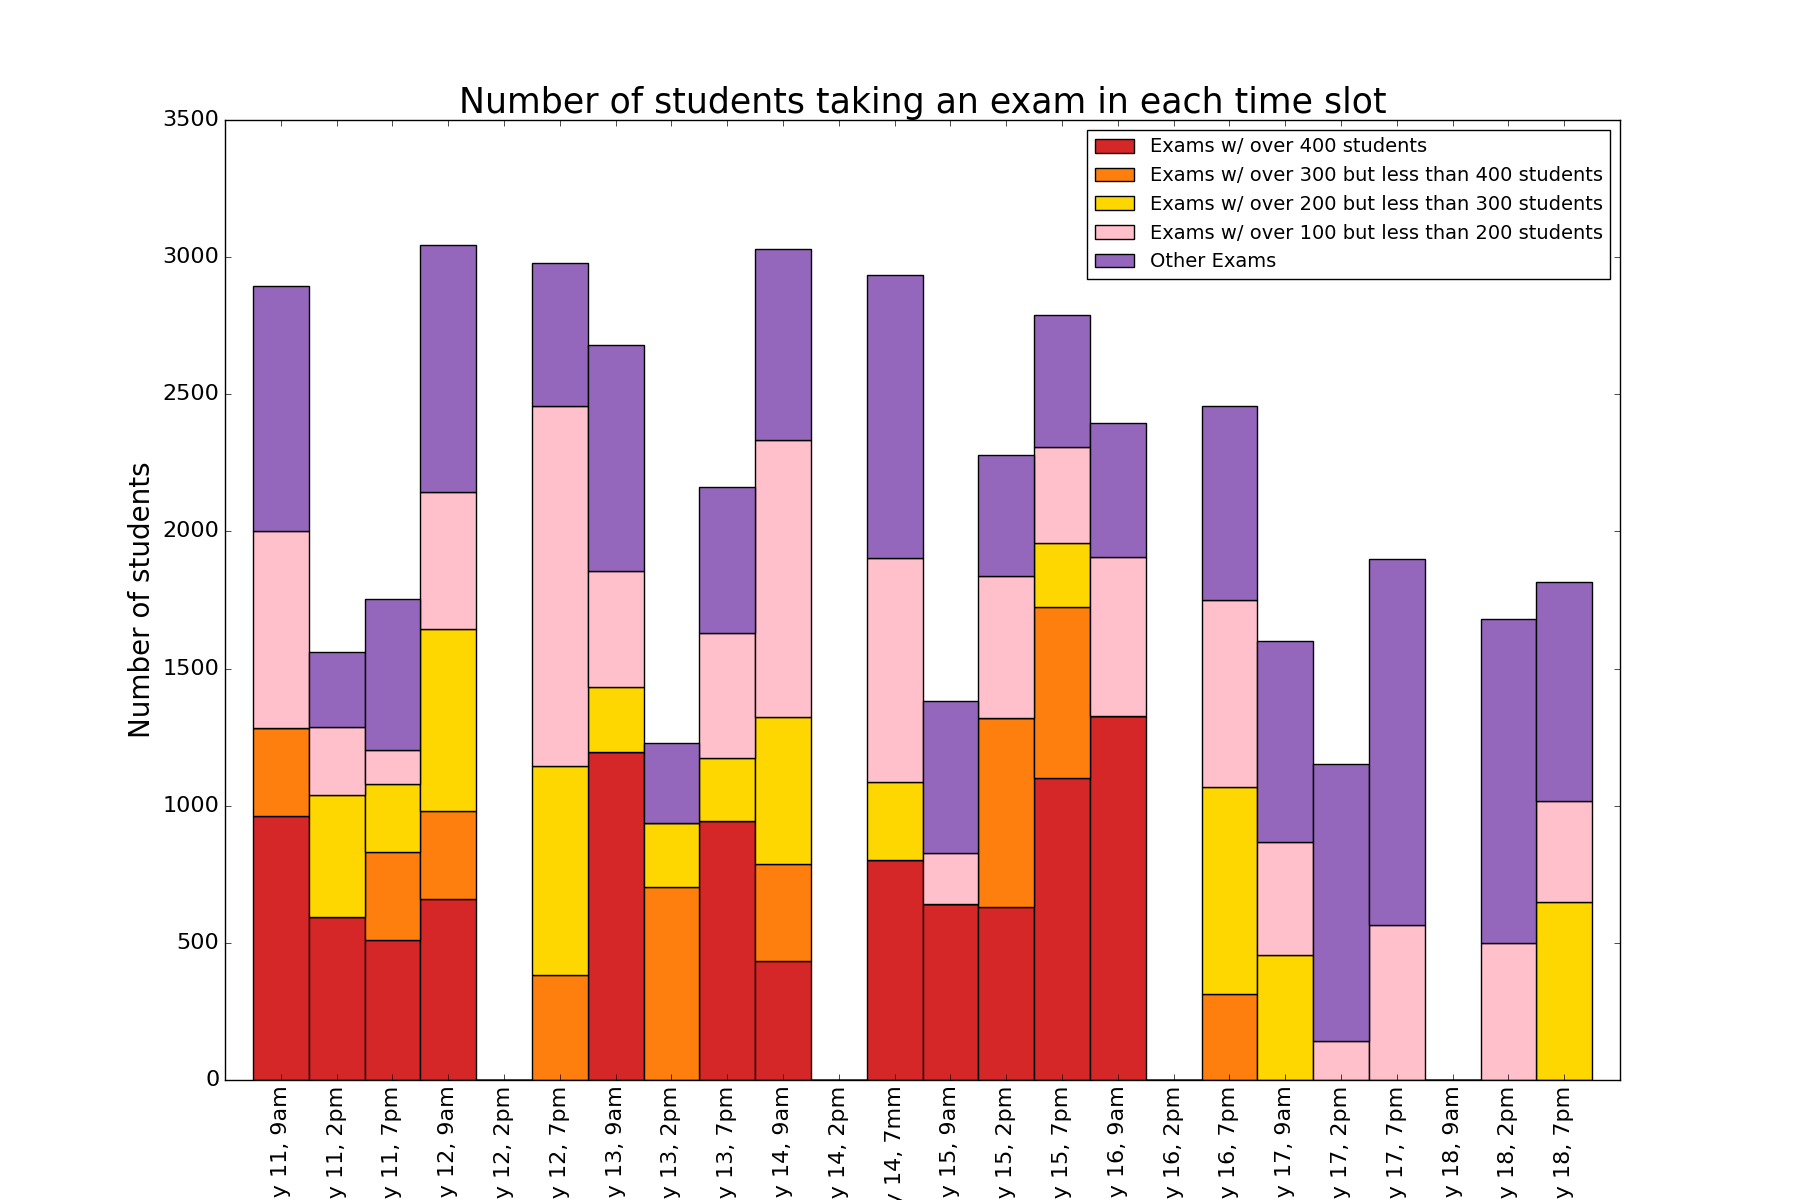 Number of students taking an exam in each time slot
Exams w/ over 400 students
Exams w/ over 300 but less than 400 students
Exams w/ over 200 but less than 300 students
Exams w/ over 100 but less than 200 students
Other Exams
Number of students
3500
3000
2500
2000
1500
1000
500
0
y 11, 9am
y 11, 2pm
y 11, 7pm
y 12, 9am
y 12, 2pm
y 12, 7pm
y 13, 9am
y 13, 2pm
y 13, 7pm
y 14, 9am
y 14, 2pm
y 14, 7mm
y 15, 9am
y 15, 2pm
y 15, 7pm
y 16, 9am
y 16, 2pm
y 16, 7pm
y 17, 9am
y 17, 2pm
y 17, 7pm
y 18, 9am
y 18, 2pm
y 18, 7pm